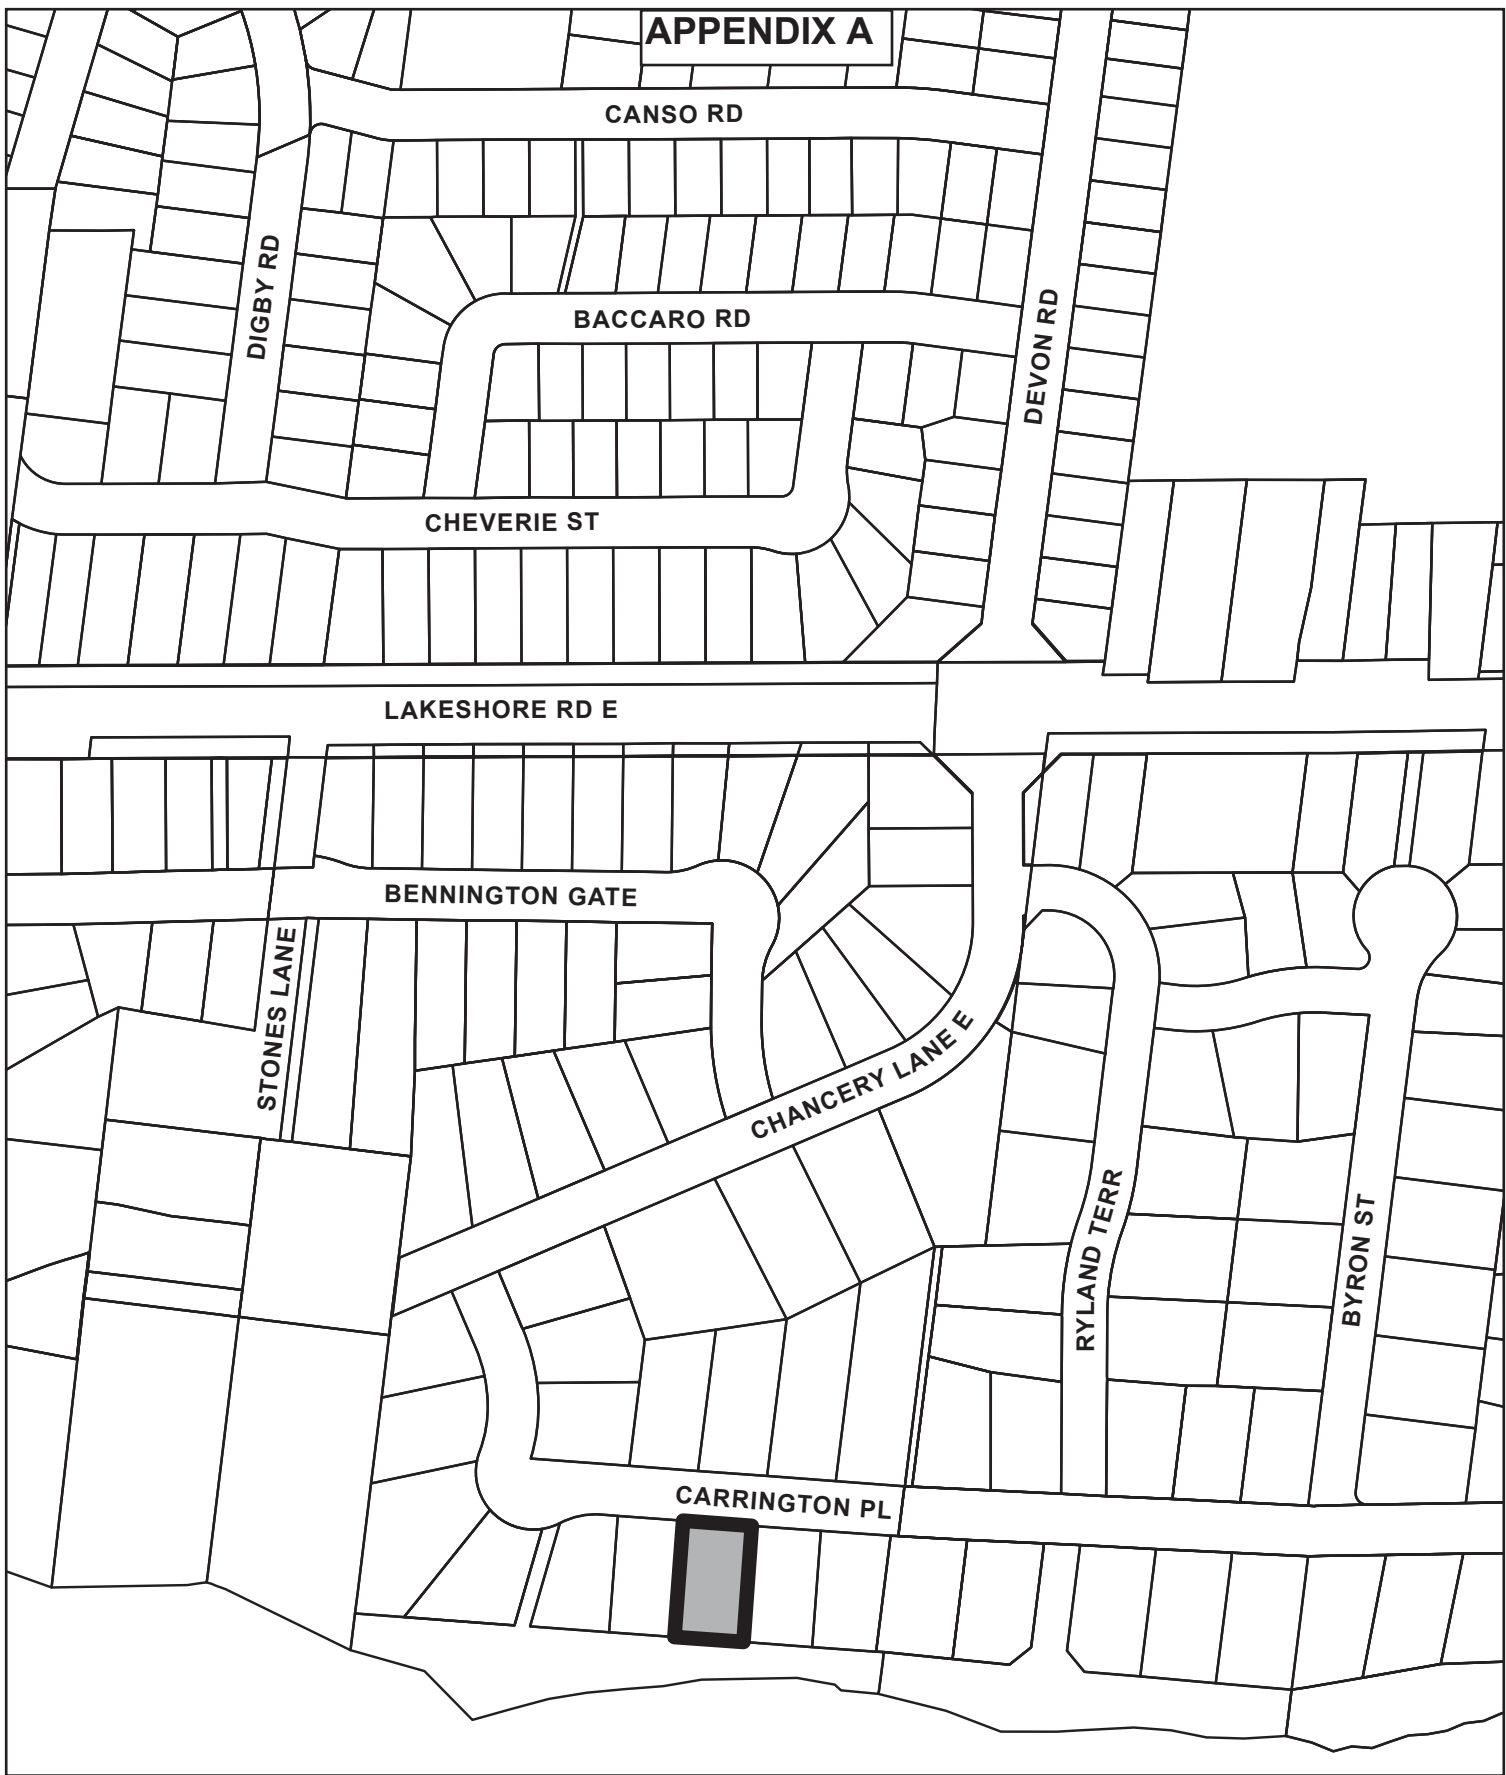 APPENDIX A
CANSO RD
DIGBY RD
BACCARO RD
DEVON RD
CHEVERIE ST
LAKESHORE RD E
BENNINGTON GATE
STONES LANE
CHANCERY LANE E
RYLAND TERR
BYRON ST
CARRINGTON PL